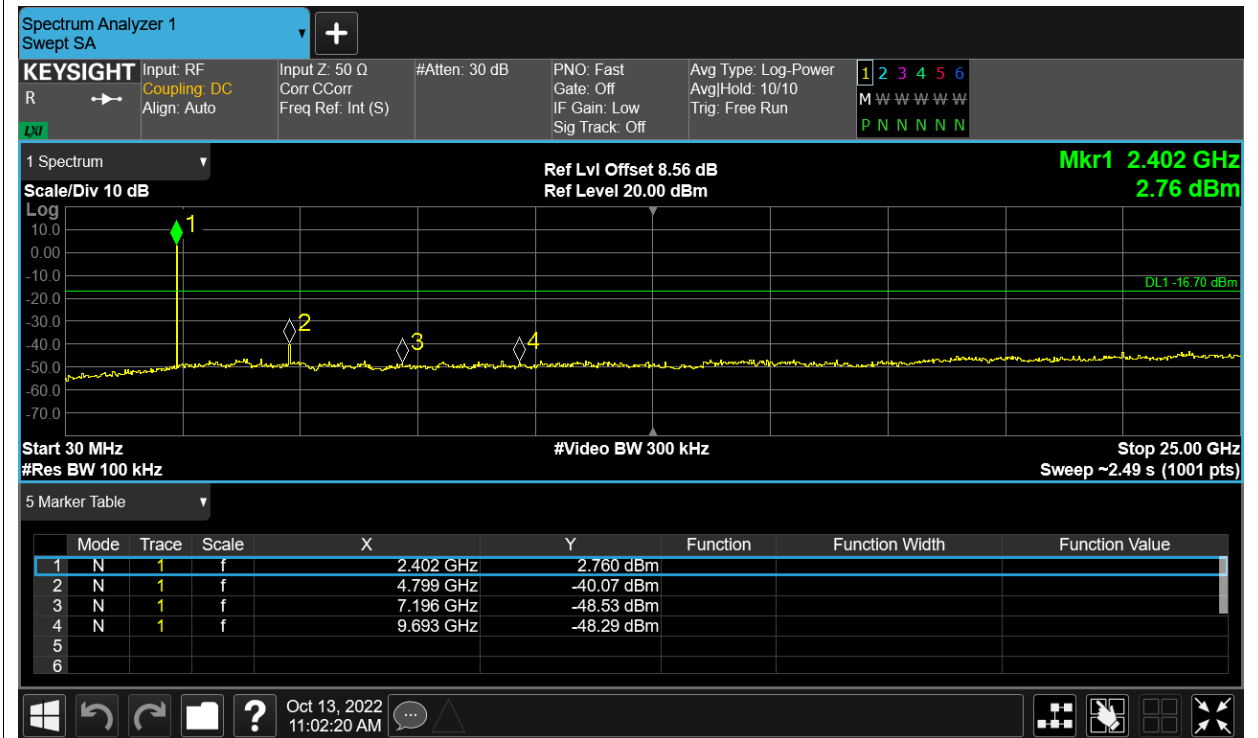 Spectrum Analyzer 1
Swept SA
KEYSIGHT
R
LXI
Input: RF
Coupling: DC
Align: Auto
Input Z: 50 Ω
Corr CCorr
Freq Ref: Int (S)
#Atten: 30 dB
PNO: Fast
Gate: Off
IF Gain: Low
Sig Track: Off
Avg Type: Log-Power
Avg|Hold: 10/10
Trig: Free Run
1 2 3 4 5 6
M W W W W W
P N N N N N
1 Spectrum
Scale/Div 10 dB
Ref Lvl Offset 8.56 dB
Ref Level 20.00 dBm
Mkr1 2.402 GHz
2.76 dBm
Log
10.0
0.00
-10.0
-20.0
-30.0
-40.0
-50.0
-60.0
-70.0
1
2
3
4
DL1 -16.70 dBm
Start 30 MHz
#Video BW 300 kHz
Stop 25.00 GHz
#Res BW 100 kHz
Sweep ~2.49 s (1001 pts)
5 Marker Table
Mode Trace Scale X Y Function Function Width Function Value
1 N 1 f 2.402 GHz 2.760 dBm
2 N 1 f 4.799 GHz -40.07 dBm
3 N 1 f 7.196 GHz -48.53 dBm
4 N 1 f 9.693 GHz -48.29 dBm
5
6
?
Oct 13, 2022
11:02:20 AM